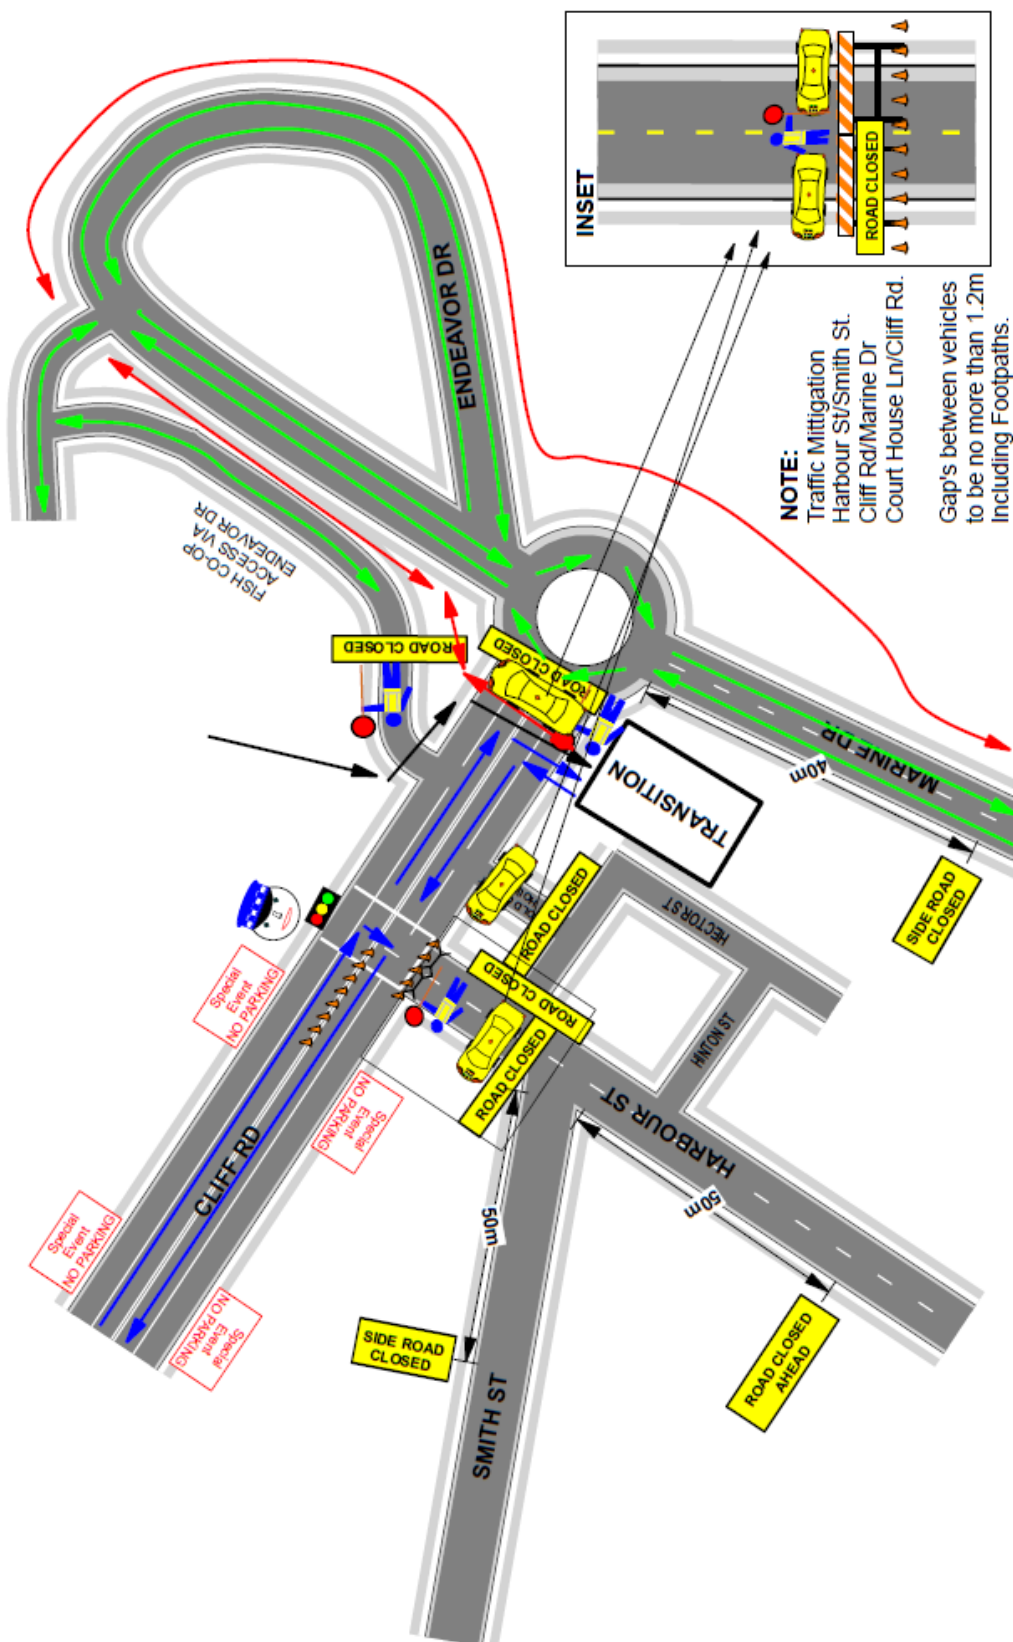 INSET
ROAD CLOSED
NOTE:
Traffic Mittigation
Harbour St/Smith St.
Cliff Rd/Marine Dr
Court House Ln/Cliff Rd.
Gap's between vehicles
to be no more than 1.2m
Including Footpaths.
ENDEAVOR DR
FISH CO-OP
ACCESS VIA
ENDEAVOR DR
ROAD CLOSED
ROAD CLOSED
MARINE DR
40m
SIDE ROAD
CLOSED
TRANSITION
ROAD CLOSED
ROAD CLOSED
ROAD CLOSED
HECTOR ST
HINTON ST
HARBOUR ST
50m
ROAD CLOSED
AHEAD
50m
SIDE ROAD
CLOSED
SMITH ST
CLIFF RD
Special
Event
NO PARKING
Special
Event
NO PARKING
Special
Event
NO PARKING
Special
Event
NO PARKING